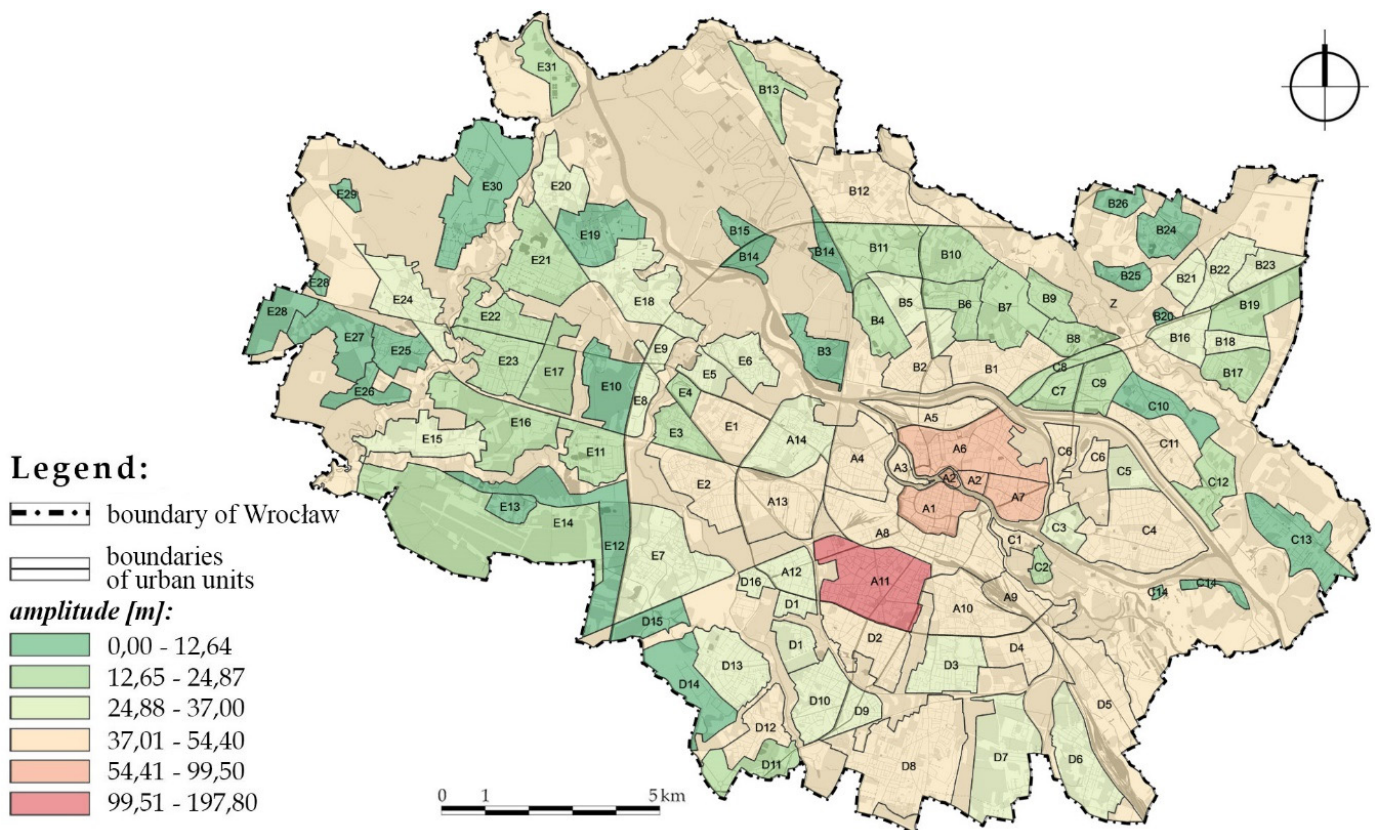 E31
B13
B12
E30
E20
E29
B26
B24
E19
B15
B14
B14
B11
B10
B21
B22
B23
B25
E21
Z
E28
E24
E18
B5
B6
B7
B9
B19
B20
E28
E22
B4
B16
B18
E27
E25
E23
E17
E10
E9
E6
E5
B3
B2
B1
B8
B17
E26
E8
E4
C8
C7
C9
C10
E1
A5
E15
E16
E3
A14
A6
C6
C6
C11
E11
A4
A3
C5
C12
E2
A2
A2
A7
A13
A1
C3
C4
E13
E14
E12
E7
A8
C1
C13
A12
A11
C2
D16
A9
C14
C14
D1
A10
D15
D1
D2
D4
D13
D3
D14
D10
D9
D5
D12
D11
D8
D7
D6
Legend:
boundary of Wrocław
boundaries
of urban units
amplitude [m]:
0,00 - 12,64
12,65 - 24,87
24,88 - 37,00
37,01 - 54,40
54,41 - 99,50
99,51 - 197,80
0 1 5 km